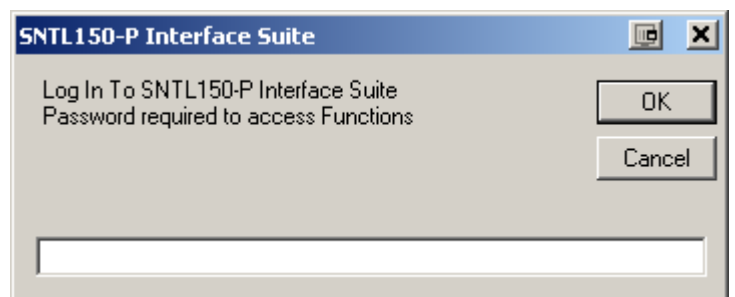 SNTL150-P Interface Suite
Log In To SNTL150-P Interface Suite
Password required to access Functions
OK
Cancel